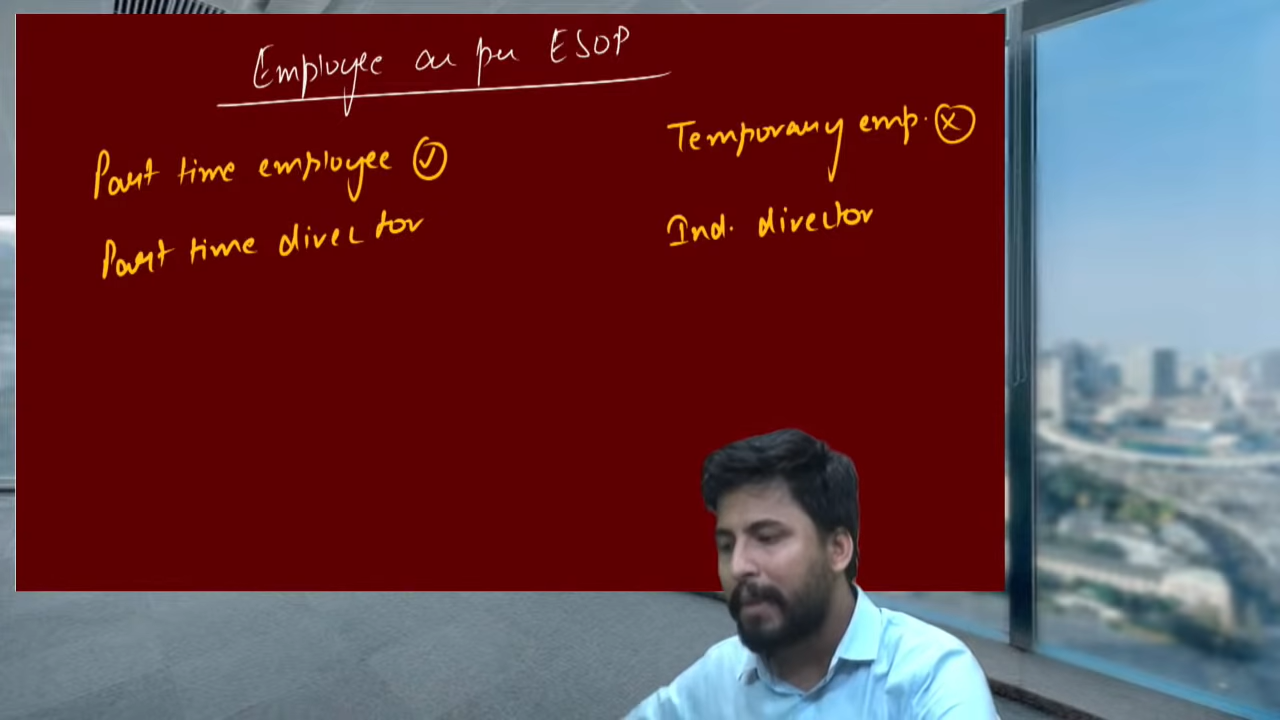 Employee as per ESOP
Part time employee ✓
Temporary emp. ×
Part time director
Ind. director